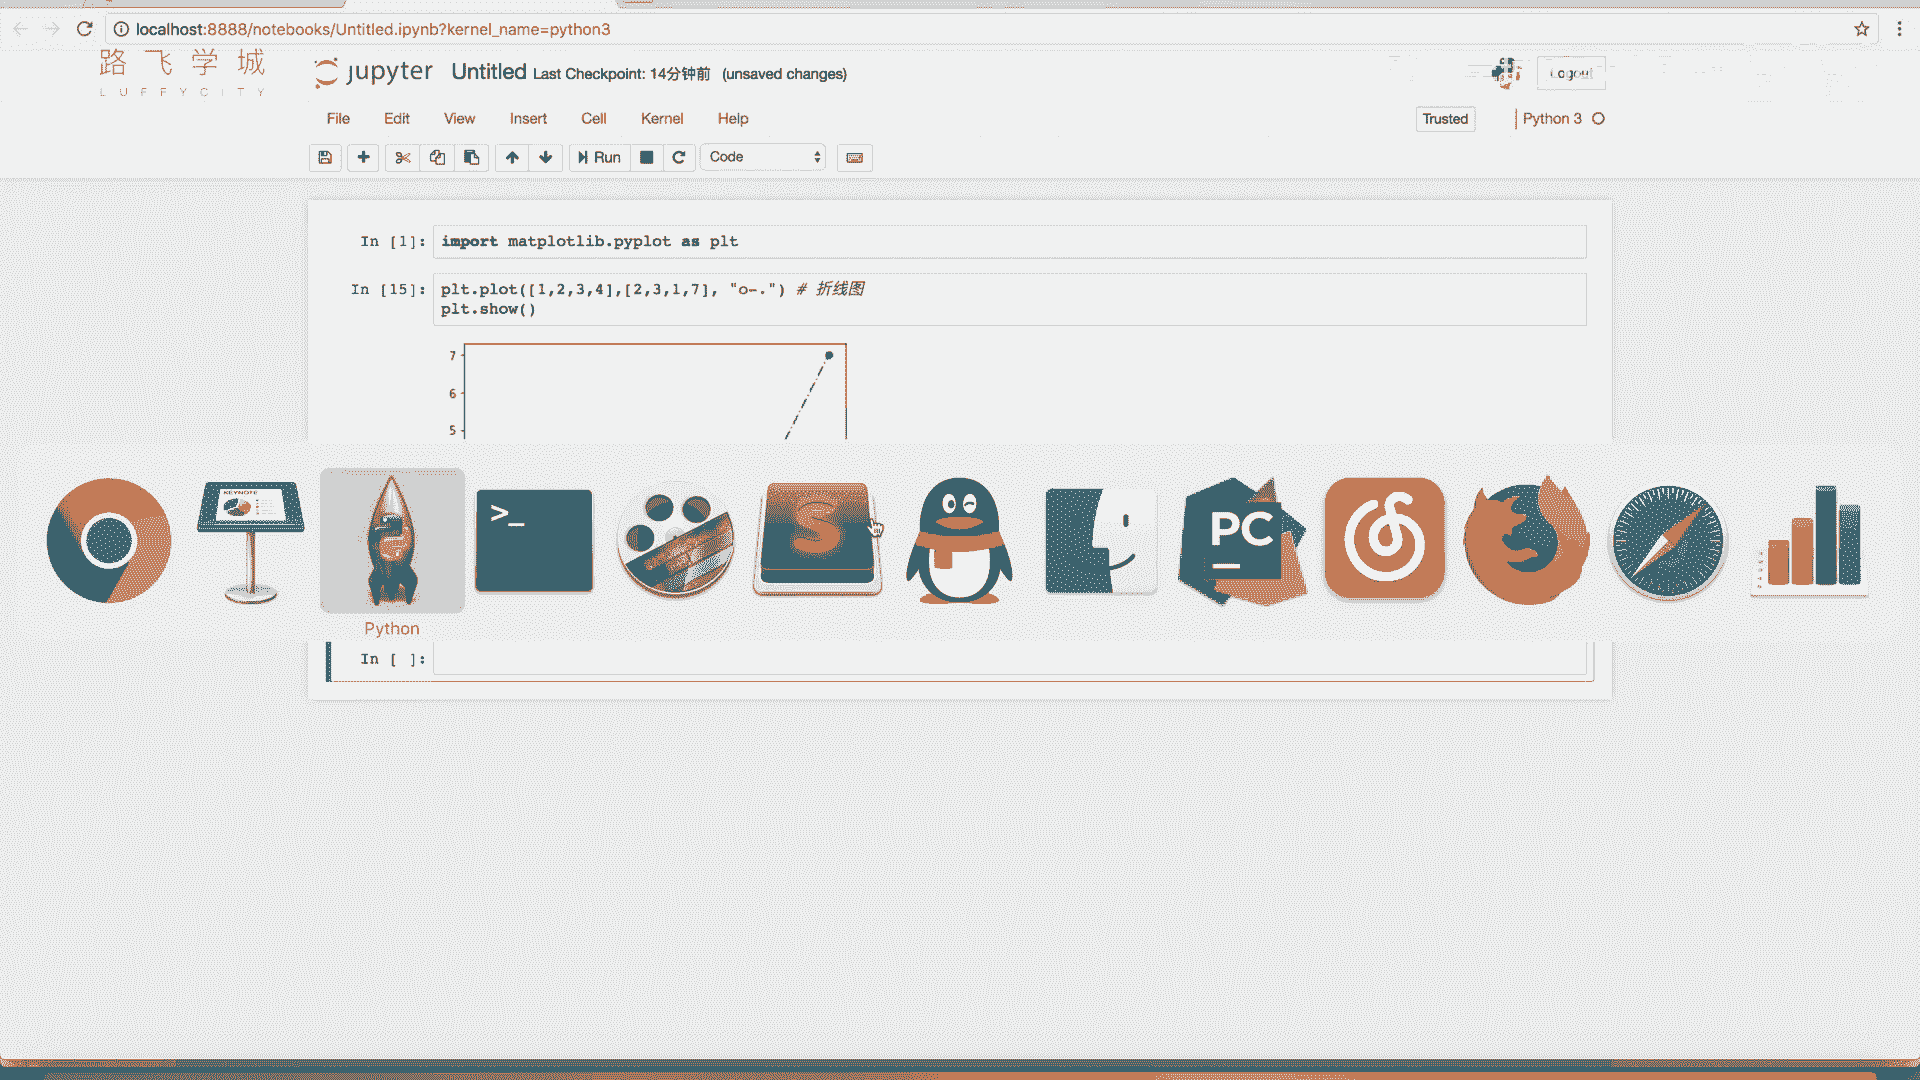 localhost:8888/notebooks/Untitled.ipynb?kernel_name=python3
路飞学城
LUFFYCITY
jupyter Untitled Last Checkpoint: 14分钟前 (unsaved changes)
Logout
File Edit View Insert Cell Kernel Help
Trusted
Python 3
Run
Code
In [1]: import matplotlib.pyplot as plt
In [15]: plt.plot([1,2,3,4],[2,3,1,7], "o-.") # 折线图
plt.show()
7
6
5
KEYNOTE
>_
S
PC
Python
In [ ]: